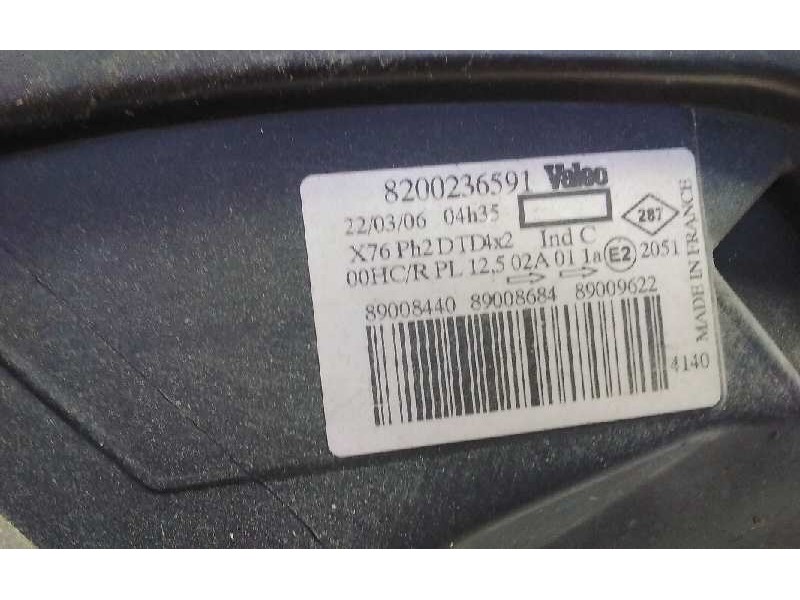 8200236591 Valeo
22/03/06 04h35
287
X76 Ph2 DTD4x2 Ind C
00HC/R PL 12,5 02A 01 1a E2 2051
89008440 89008684 89009622
4140
MADE IN FRANCE